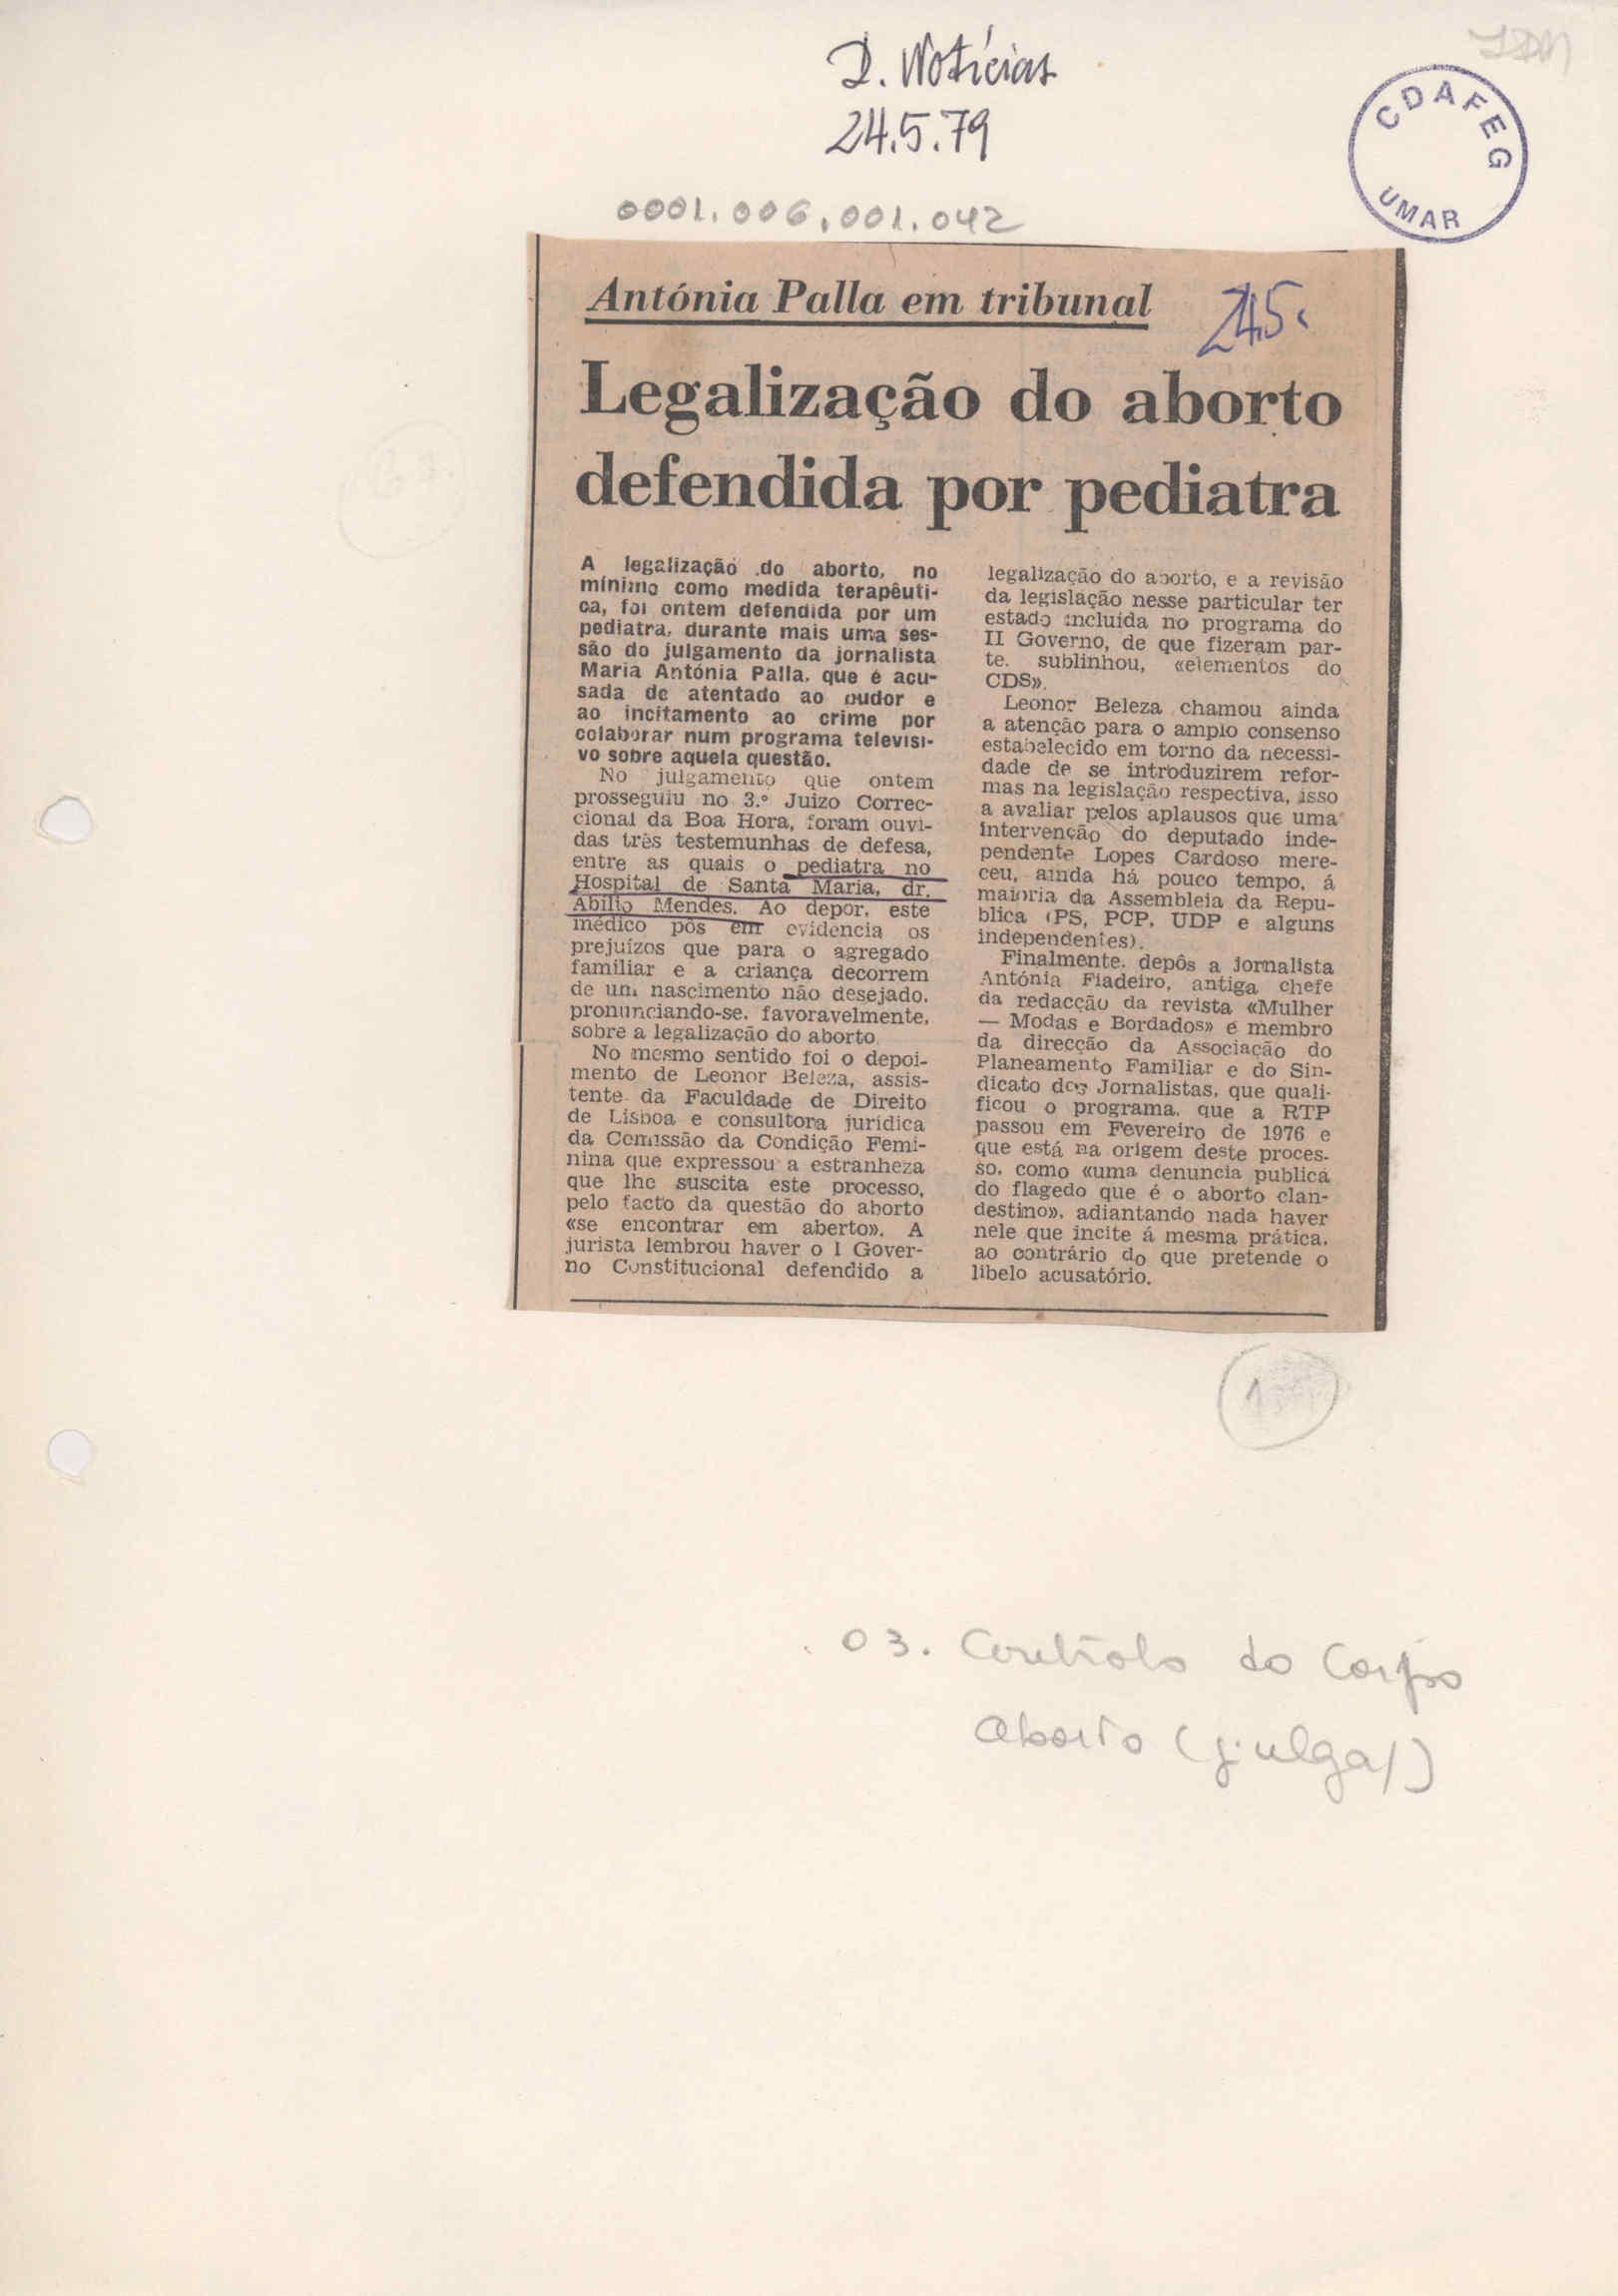 D. Notícias
24.5.79
CDAFEG
UMAR
0001.006.001.042
Antónia Palla em tribunal
24.5.
Legalização do aborto
defendida por pediatra
A legalização do aborto, no
mínimo como medida terapêuti-
ca, foi ontem defendida por um
pediatra, durante mais uma ses-
são do julgamento da jornalista
Maria Antónia Palla, que é acu-
sada de atentado ao pudor e
ao incitamento ao crime por
colaborar num programa televisi-
vo sobre aquela questão.
No julgamento que ontem
prosseguiu no 3.º Juizo Correc-
cional da Boa Hora, foram ouvi-
das três testemunhas de defesa,
entre as quais o pediatra no
Hospital de Santa Maria, dr.
Abílio Mendes. Ao depor, este
médico pôs em evidencia os
prejuízos que para o agregado
familiar e a criança decorrem
de um nascimento não desejado,
pronunciando-se, favoravelmente,
sobre a legalização do aborto.
No mesmo sentido foi o depoi-
mento de Leonor Beleza, assis-
tente da Faculdade de Direito
de Lisboa e consultora jurídica
da Comissão da Condição Femi-
nina que expressou a estranheza
que lhe suscita este processo,
pelo facto da questão do aborto
«se encontrar em aberto». A
jurista lembrou haver o I Gover-
no Constitucional defendido a
legalização do aborto, e a revisão
da legislação nesse particular ter
estado incluída no programa do
II Governo, de que fizeram par-
te, sublinhou, «elementos do
CDS».
Leonor Beleza chamou ainda
a atenção para o amplo consenso
estabelecido em torno da necessi-
dade de se introduzirem refor-
mas na legislação respectiva, isso
a avaliar pelos aplausos que uma
intervenção do deputado inde-
pendente Lopes Cardoso mere-
ceu, ainda há pouco tempo, á
maioria da Assembleia da Repu-
blica (PS, PCP, UDP e alguns
independentes).
Finalmente, depôs a jornalista
Antónia Fiadeiro, antiga chefe
da redacção da revista «Mulher
— Modas e Bordados» e membro
da direcção da Associação do
Planeamento Familiar e do Sin-
dicato dos Jornalistas, que quali-
ficou o programa, que a RTP
passou em Fevereiro de 1976 e
que está na origem deste proces-
so, como «uma denuncia publica
do flagedo que é o aborto clan-
destino», adiantando nada haver
nele que incite á mesma prática,
ao contrário do que pretende o
libelo acusatório.
03. Contrôlo do Corpo
aborto (julga/)